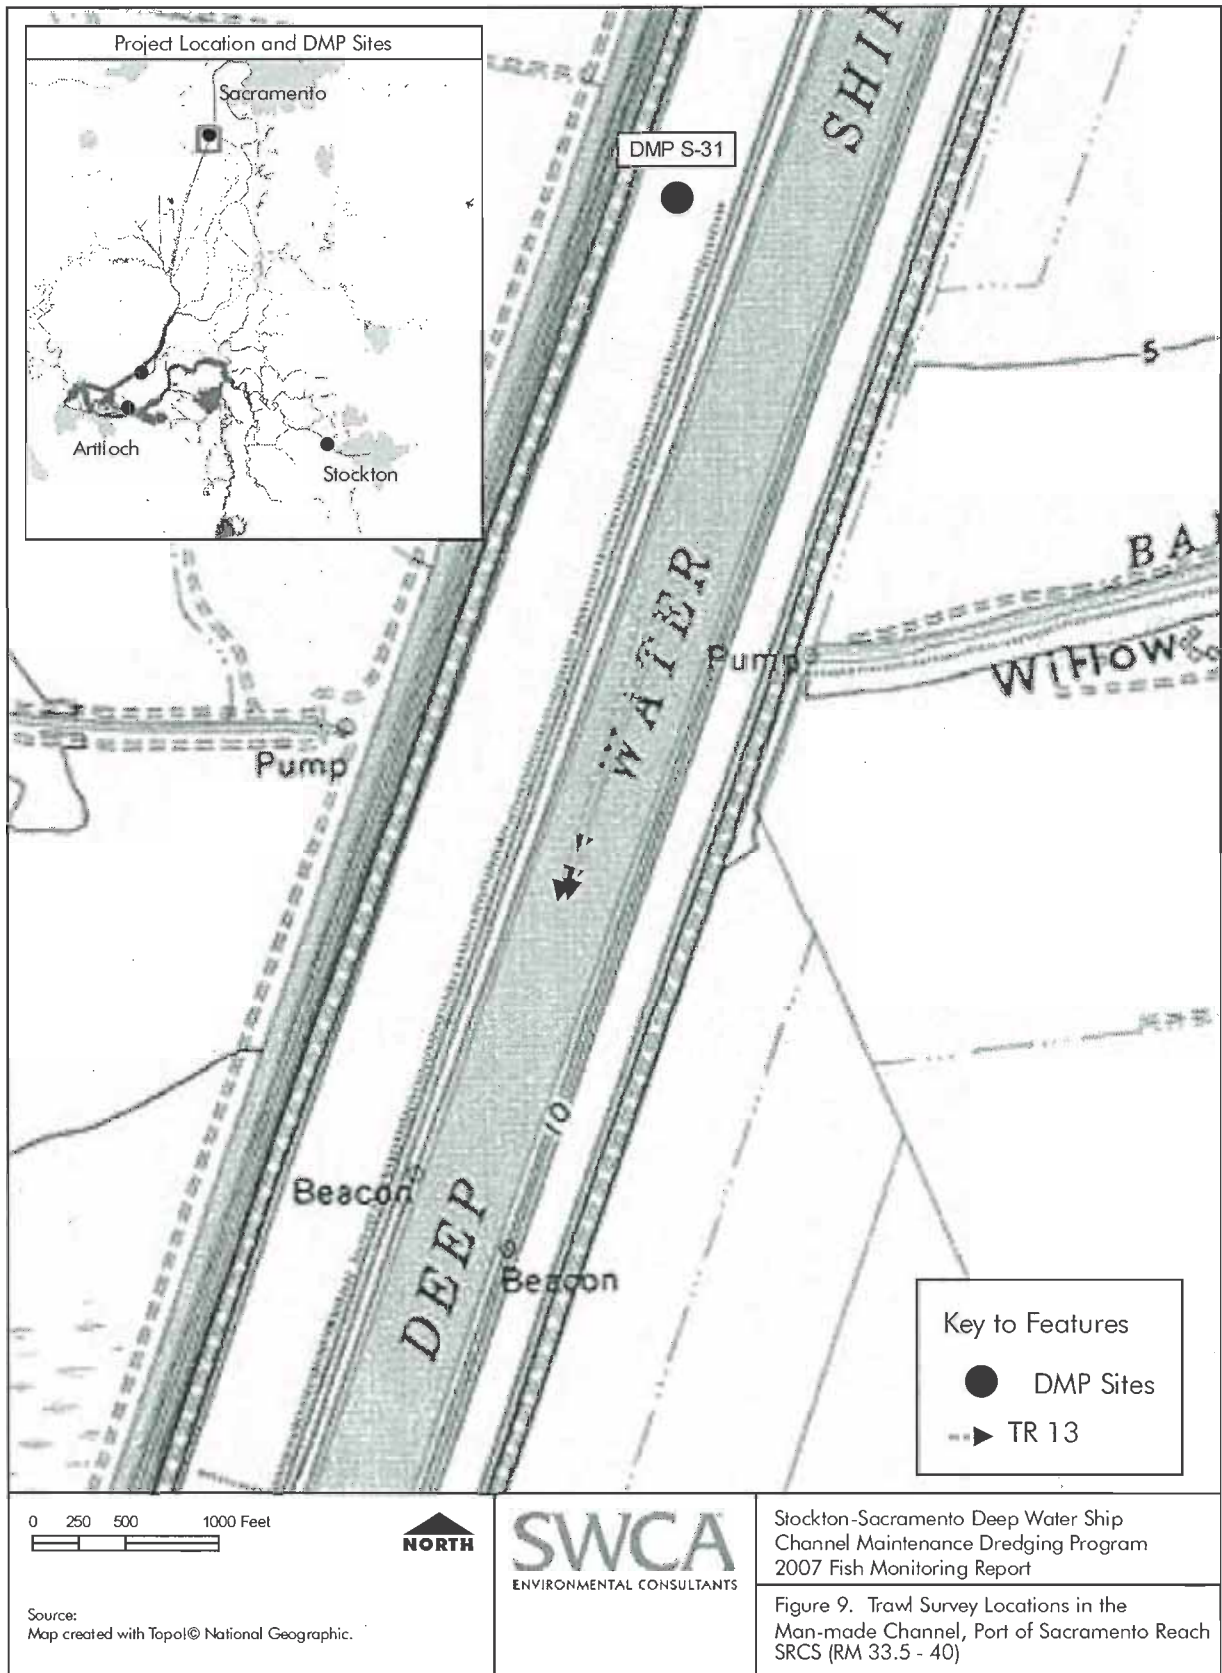 Project Location and DMP Sites
Sacramento
Antioch
Stockton
DMP S-31
SHIP
5
WATER
BA
Pump
Willow
Pump
10
Beacon
DEEP
Beacon
Key to Features
DMP Sites
TR 13
0 250 500 1000 Feet
NORTH
Source:
Map created with Topo!© National Geographic.
SWCA
ENVIRONMENTAL CONSULTANTS
Stockton-Sacramento Deep Water Ship
Channel Maintenance Dredging Program
2007 Fish Monitoring Report
Figure 9. Trawl Survey Locations in the
Man-made Channel, Port of Sacramento Reach
SRCS (RM 33.5 - 40)